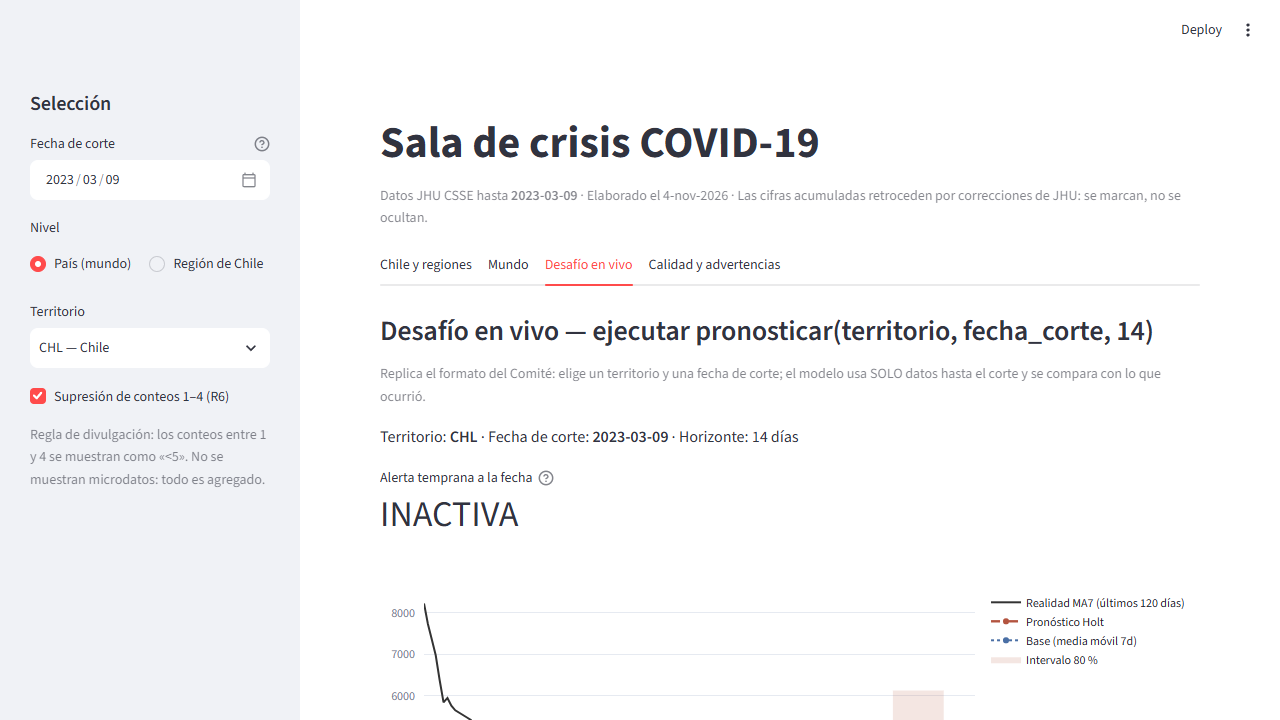 Deploy
Selección
Fecha de corte
2023/03/09
Nivel
País (mundo)
Región de Chile
Territorio
CHL — Chile
Supresión de conteos 1–4 (R6)
Regla de divulgación: los conteos entre 1
y 4 se muestran como «<5». No se
muestran microdatos: todo es agregado.
Sala de crisis COVID-19
Datos JHU CSSE hasta 2023-03-09 · Elaborado el 4-nov-2026 · Las cifras acumuladas retroceden por correcciones de JHU: se marcan, no se
ocultan.
Chile y regiones
Mundo
Desafío en vivo
Calidad y advertencias
Desafío en vivo — ejecutar pronosticar(territorio, fecha_corte, 14)
Replica el formato del Comité: elige un territorio y una fecha de corte; el modelo usa SOLO datos hasta el corte y se compara con lo que
ocurrió.
Territorio: CHL · Fecha de corte: 2023-03-09 · Horizonte: 14 días
Alerta temprana a la fecha
INACTIVA
8000
7000
6000
Realidad MA7 (últimos 120 días)
Pronóstico Holt
Base (media móvil 7d)
Intervalo 80 %